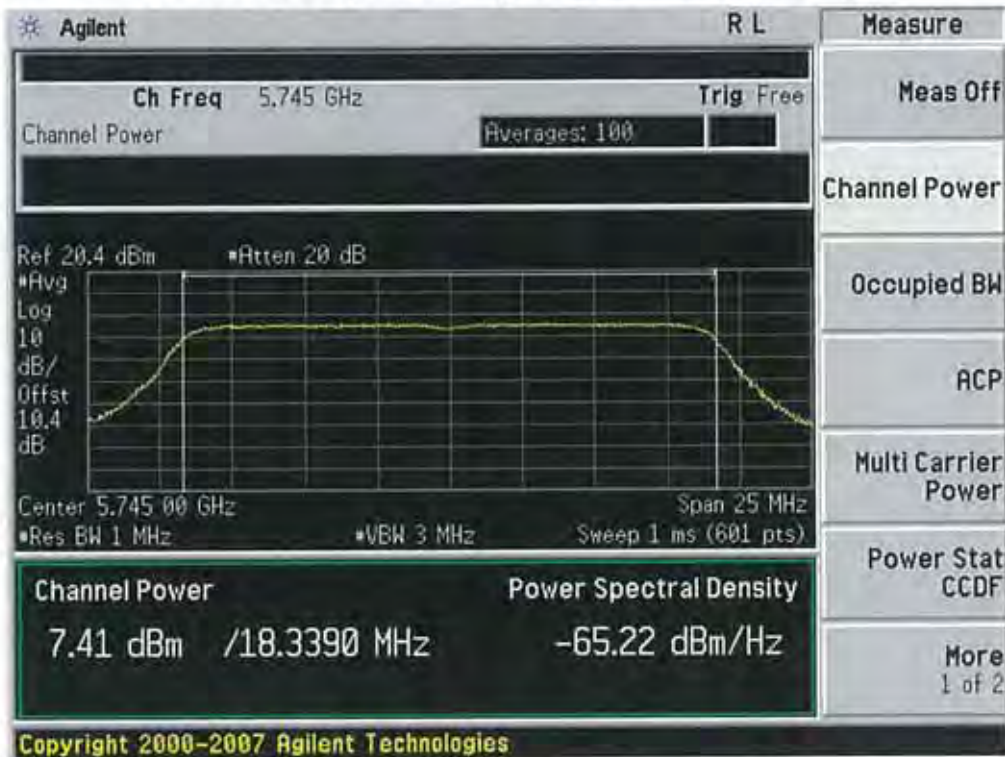 Agilent
R L
Measure
Ch Freq 5.745 GHz
Trig Free
Channel Power
Averages: 100
Meas Off
Channel Power
Occupied BW
ACP
Multi Carrier
Power
Power Stat
CCDF
More
1 of 2
Ref 20.4 dBm
*Atten 20 dB
*Avg
Log
10
dB/
Offst
10.4
dB
Center 5.745 00 GHz
Span 25 MHz
*Res BW 1 MHz
*VBW 3 MHz
Sweep 1 ms (601 pts)
Channel Power
Power Spectral Density
7.41 dBm /18.3390 MHz
-65.22 dBm/Hz
Copyright 2000-2007 Agilent Technologies